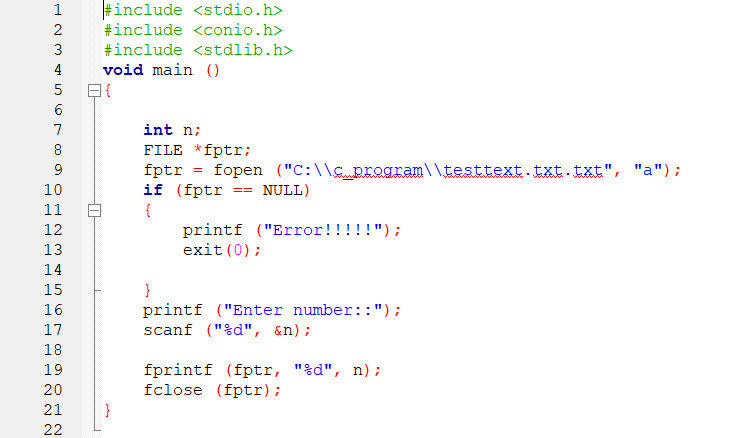 1 #include <stdio.h>
2 #include <conio.h>
3 #include <stdlib.h>
4 void main ()
5 {
6
7 int n;
8 FILE *fptr;
9 fptr = fopen ("C:\\c_program\\testtext.txt.txt", "a");
10 if (fptr == NULL)
11 {
12 printf ("Error!!!!!");
13 exit(0);
14
15 }
16 printf ("Enter number::");
17 scanf ("%d", &n);
18
19 fprintf (fptr, "%d", n);
20 fclose (fptr);
21 }
22